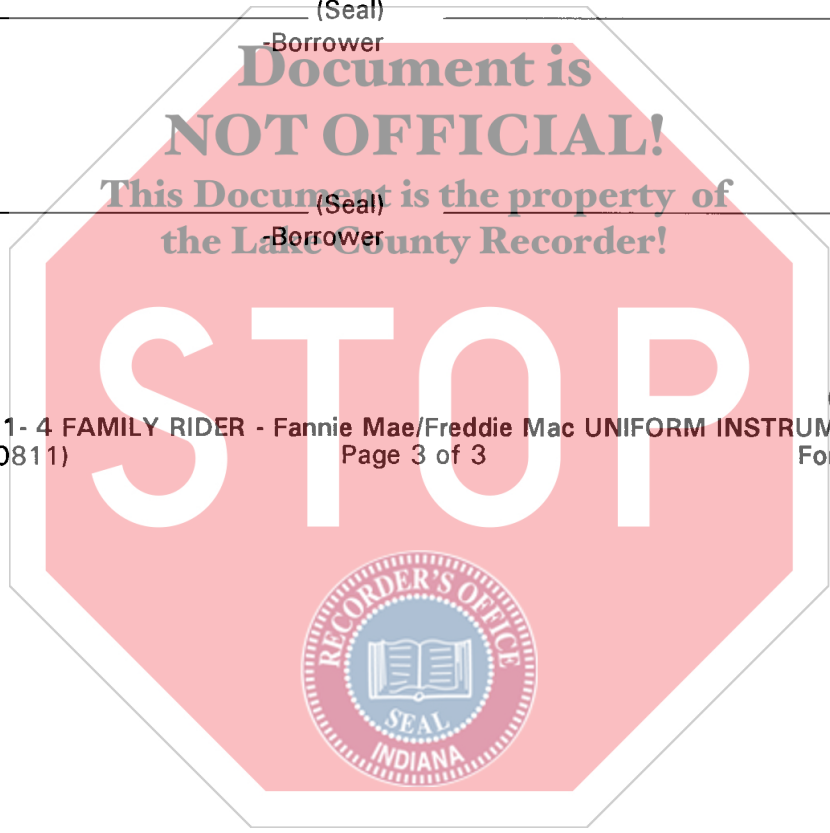 (Seal)
-Borrower
Document is
NOT OFFICIAL!
This Document is the property of
the Lake County Recorder!
(Seal)
-Borrower
STOP
1- 4 FAMILY RIDER - Fannie Mae/Freddie Mac UNIFORM INSTRUM
0811) Page 3 of 3 For
RECORDER'S OFFICE
SEAL
INDIANA